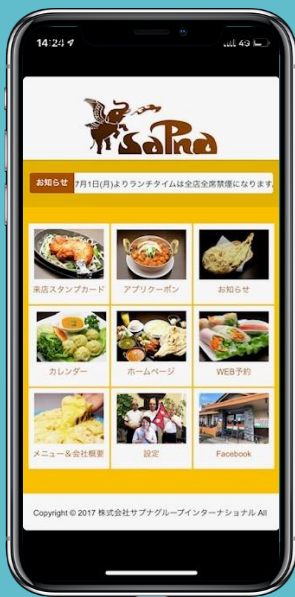 14:24
4G
SaPna
お知らせ 7月1日(月)よりランチタイムは全店全席禁煙になります
来店スタンプカード アプリクーポン お知らせ
カレンダー ホームページ WEB予約
メニュー＆会社概要 設定 Facebook
Copyright © 2017 株式会社サプナグループインターナショナル All